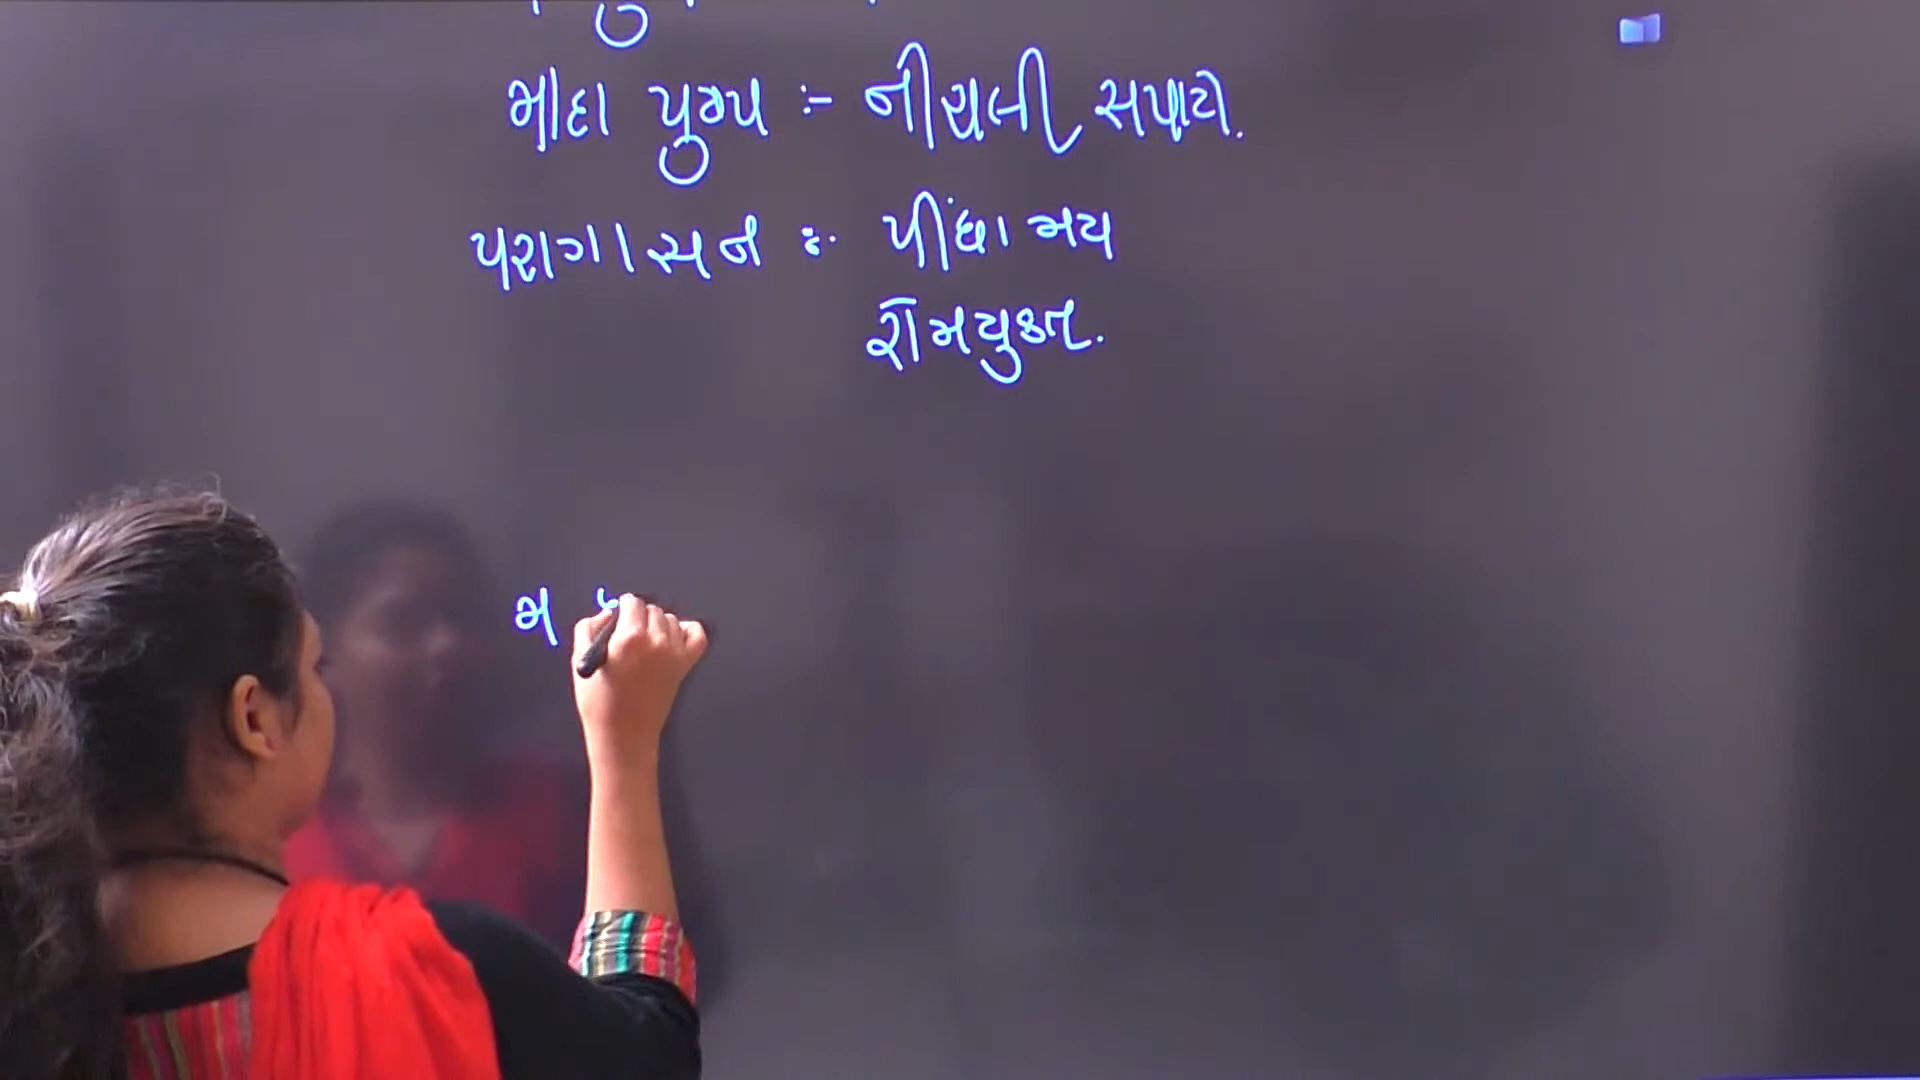 માદા પુષ્પ :- નીચલી સપાટી.
પરાગાસન :- પીંછામય
રોમયુક્ત.
મ